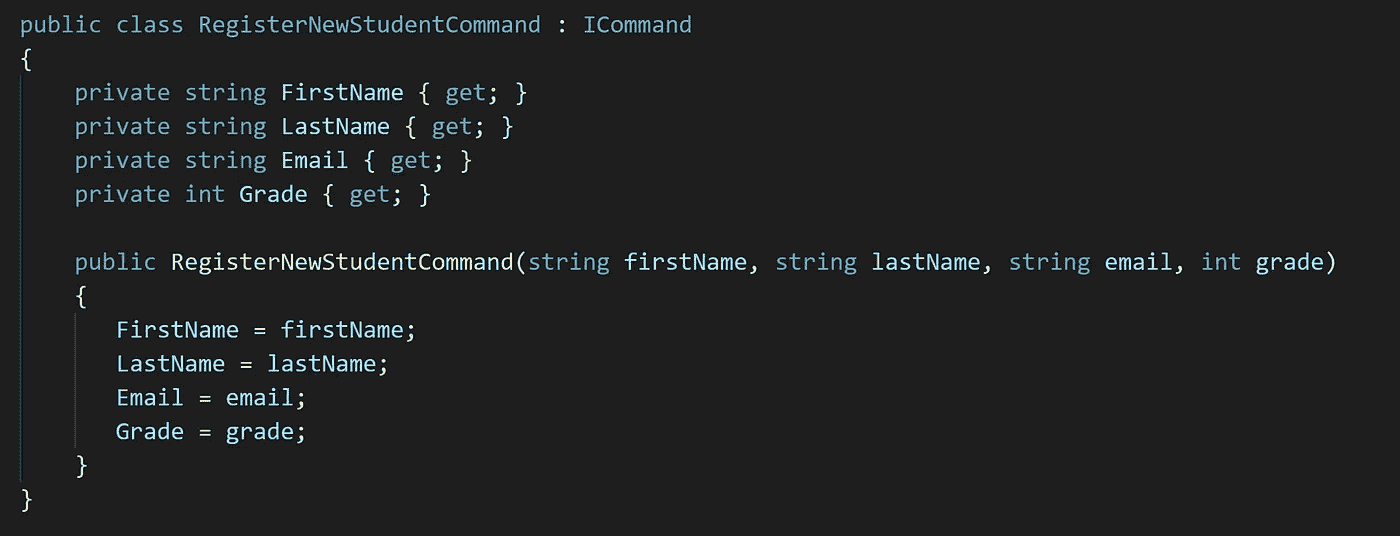 public class RegisterNewStudentCommand : ICommand
{
    private string FirstName { get; }
    private string LastName { get; }
    private string Email { get; }
    private int Grade { get; }

    public RegisterNewStudentCommand(string firstName, string lastName, string email, int grade)
    {
       FirstName = firstName;
       LastName = lastName;
       Email = email;
       Grade = grade;
    }
}